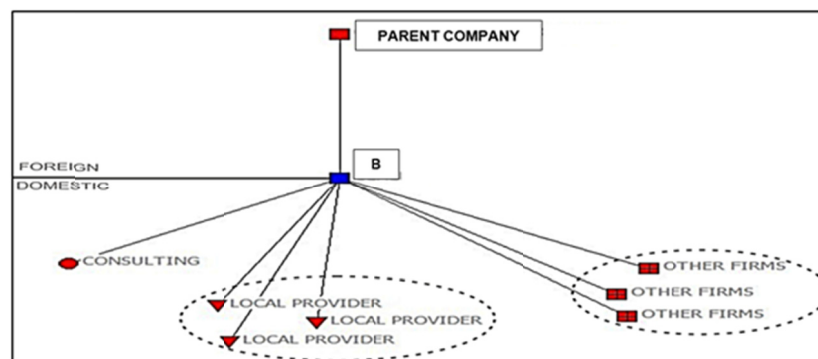 PARENT COMPANY
FOREIGN
B
DOMESTIC
CONSULTING
OTHER FIRMS
OTHER FIRMS
OTHER FIRMS
LOCAL PROVIDER
LOCAL PROVIDER
LOCAL PROVIDER